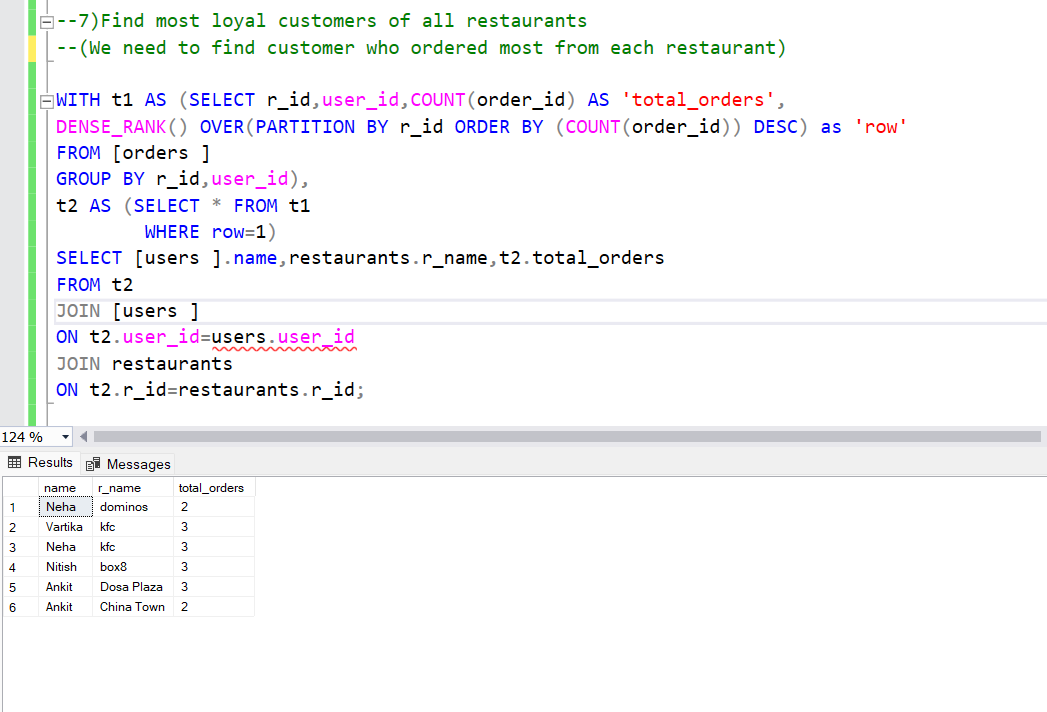 --7)Find most loyal customers of all restaurants
--(We need to find customer who ordered most from each restaurant)
WITH t1 AS (SELECT r_id,user_id,COUNT(order_id) AS 'total_orders',
DENSE_RANK() OVER(PARTITION BY r_id ORDER BY (COUNT(order_id)) DESC) as 'row'
FROM [orders ]
GROUP BY r_id,user_id),
t2 AS (SELECT * FROM t1
WHERE row=1)
SELECT [users ].name,restaurants.r_name,t2.total_orders
FROM t2
JOIN [users ]
ON t2.user_id=users.user_id
JOIN restaurants
ON t2.r_id=restaurants.r_id;
124 %
Results Messages
name r_name total_orders
1 Neha dominos 2
2 Vartika kfc 3
3 Neha kfc 3
4 Nitish box8 3
5 Ankit Dosa Plaza 3
6 Ankit China Town 2